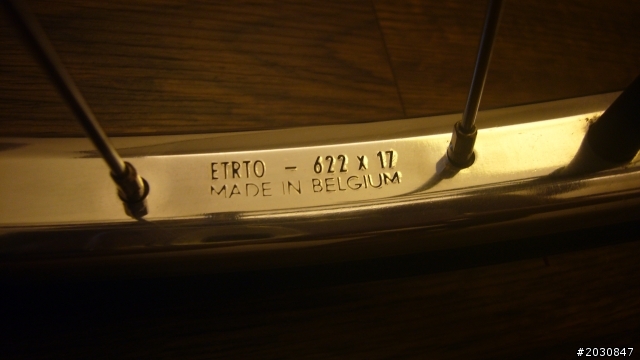 ETRTO - 622 x 17
MADE IN BELGIUM
#2030847